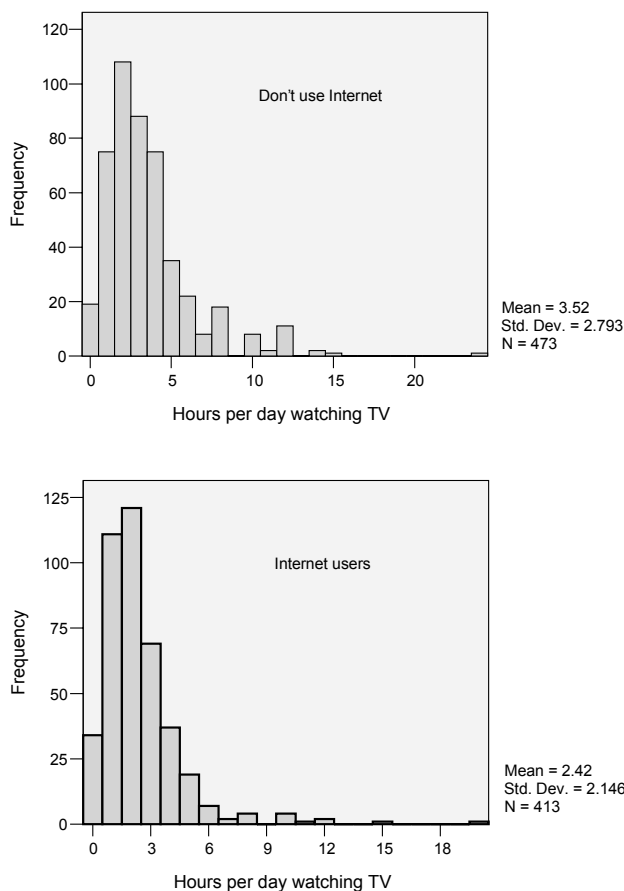 120
100
80
60
40
20
0
Frequency
Don't use Internet
0 5 10 15 20
Hours per day watching TV
Mean = 3.52
Std. Dev. = 2.793
N = 473
125
100
75
50
25
0
Frequency
Internet users
0 3 6 9 12 15 18
Hours per day watching TV
Mean = 2.42
Std. Dev. = 2.146
N = 413